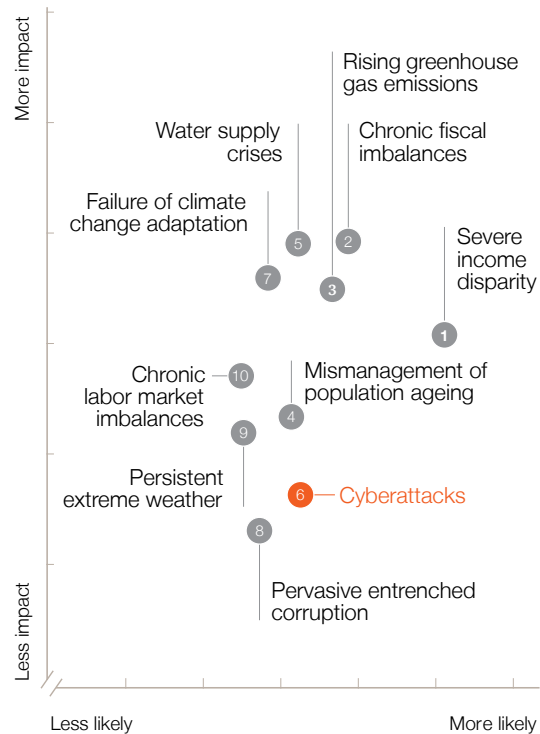 More impact
Rising greenhouse
gas emissions
Water supply
crises
Chronic fiscal
imbalances
Failure of climate
change adaptation
5
2
Severe
income
disparity
7
3
1
Chronic
labor market
imbalances
10
Mismanagement of
population ageing
4
9
Persistent
extreme weather
6
Cyberattacks
8
Pervasive entrenched
corruption
Less impact
Less likely
More likely